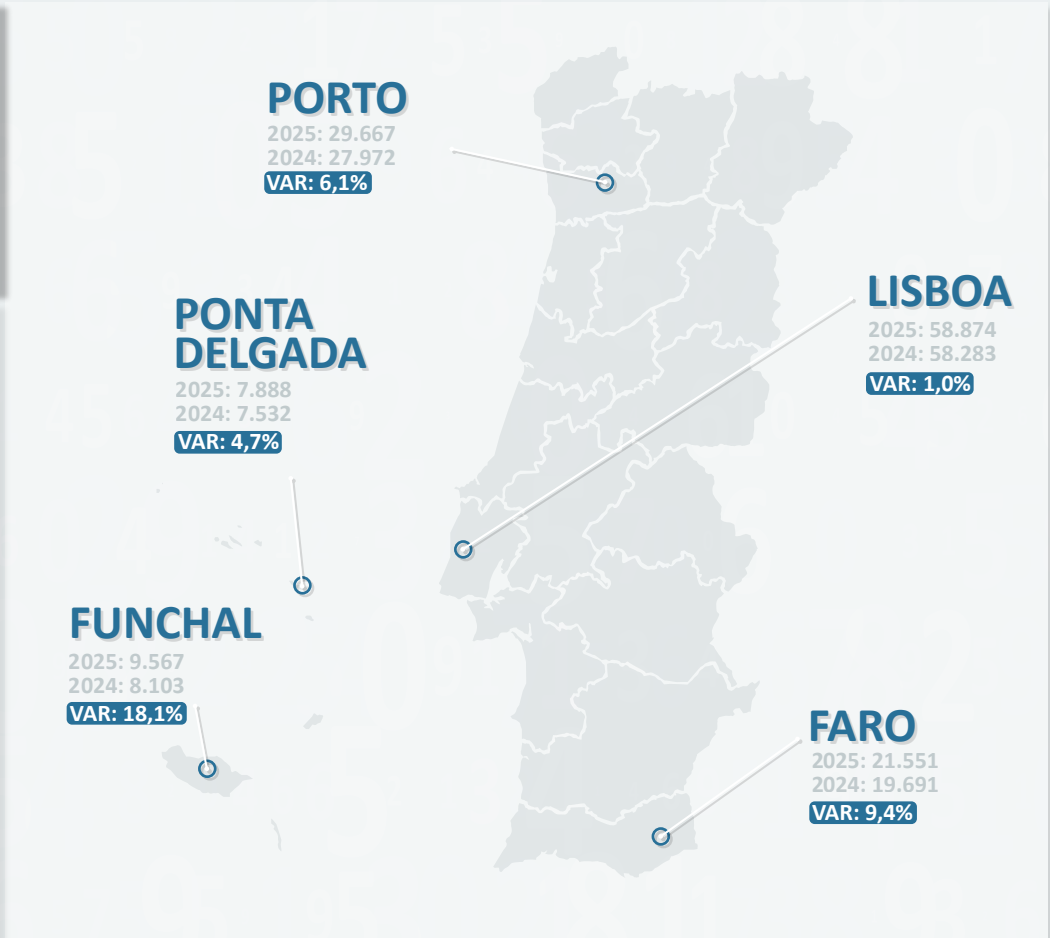 PORTO
2025: 29.667
2024: 27.972
VAR: 6,1%
LISBOA
2025: 58.874
2024: 58.283
VAR: 1,0%
PONTA
DELGADA
2025: 7.888
2024: 7.532
VAR: 4,7%
FUNCHAL
2025: 9.567
2024: 8.103
VAR: 18,1%
FARO
2025: 21.551
2024: 19.691
VAR: 9,4%